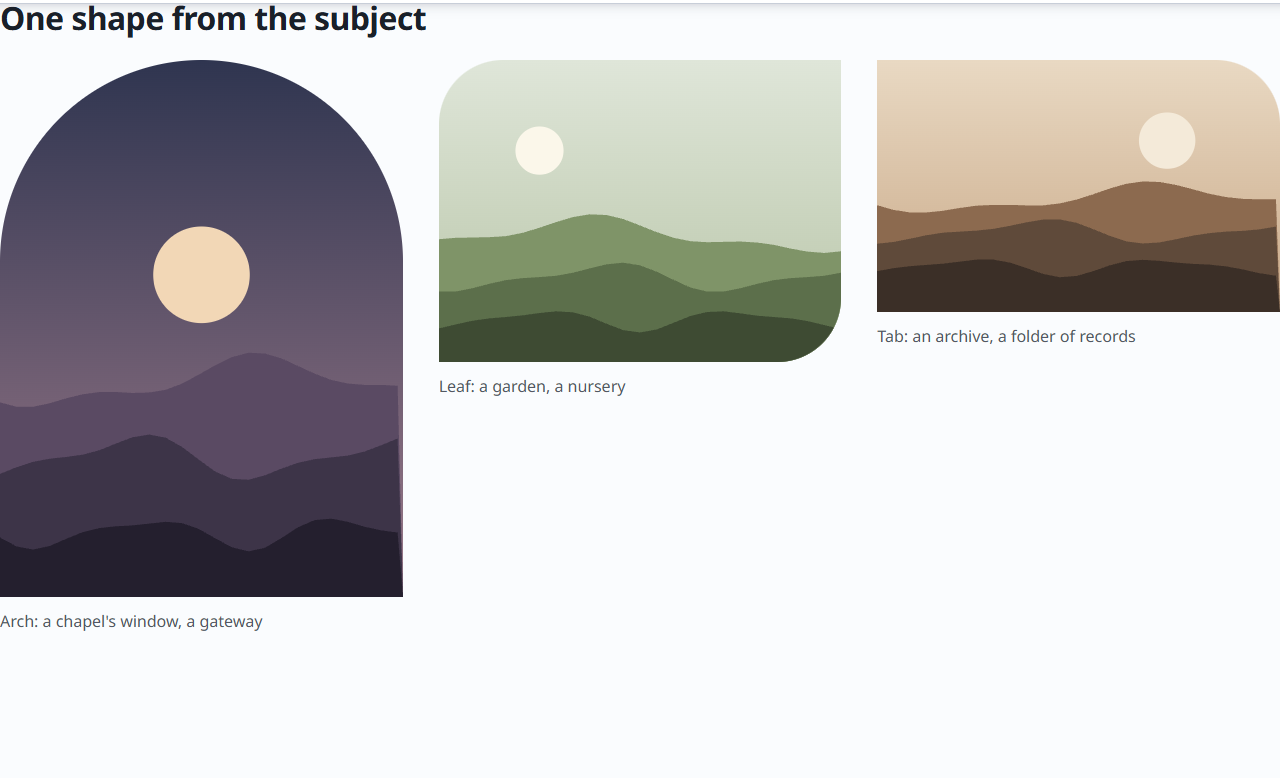 One shape from the subject
Arch: a chapel's window, a gateway
Leaf: a garden, a nursery
Tab: an archive, a folder of records